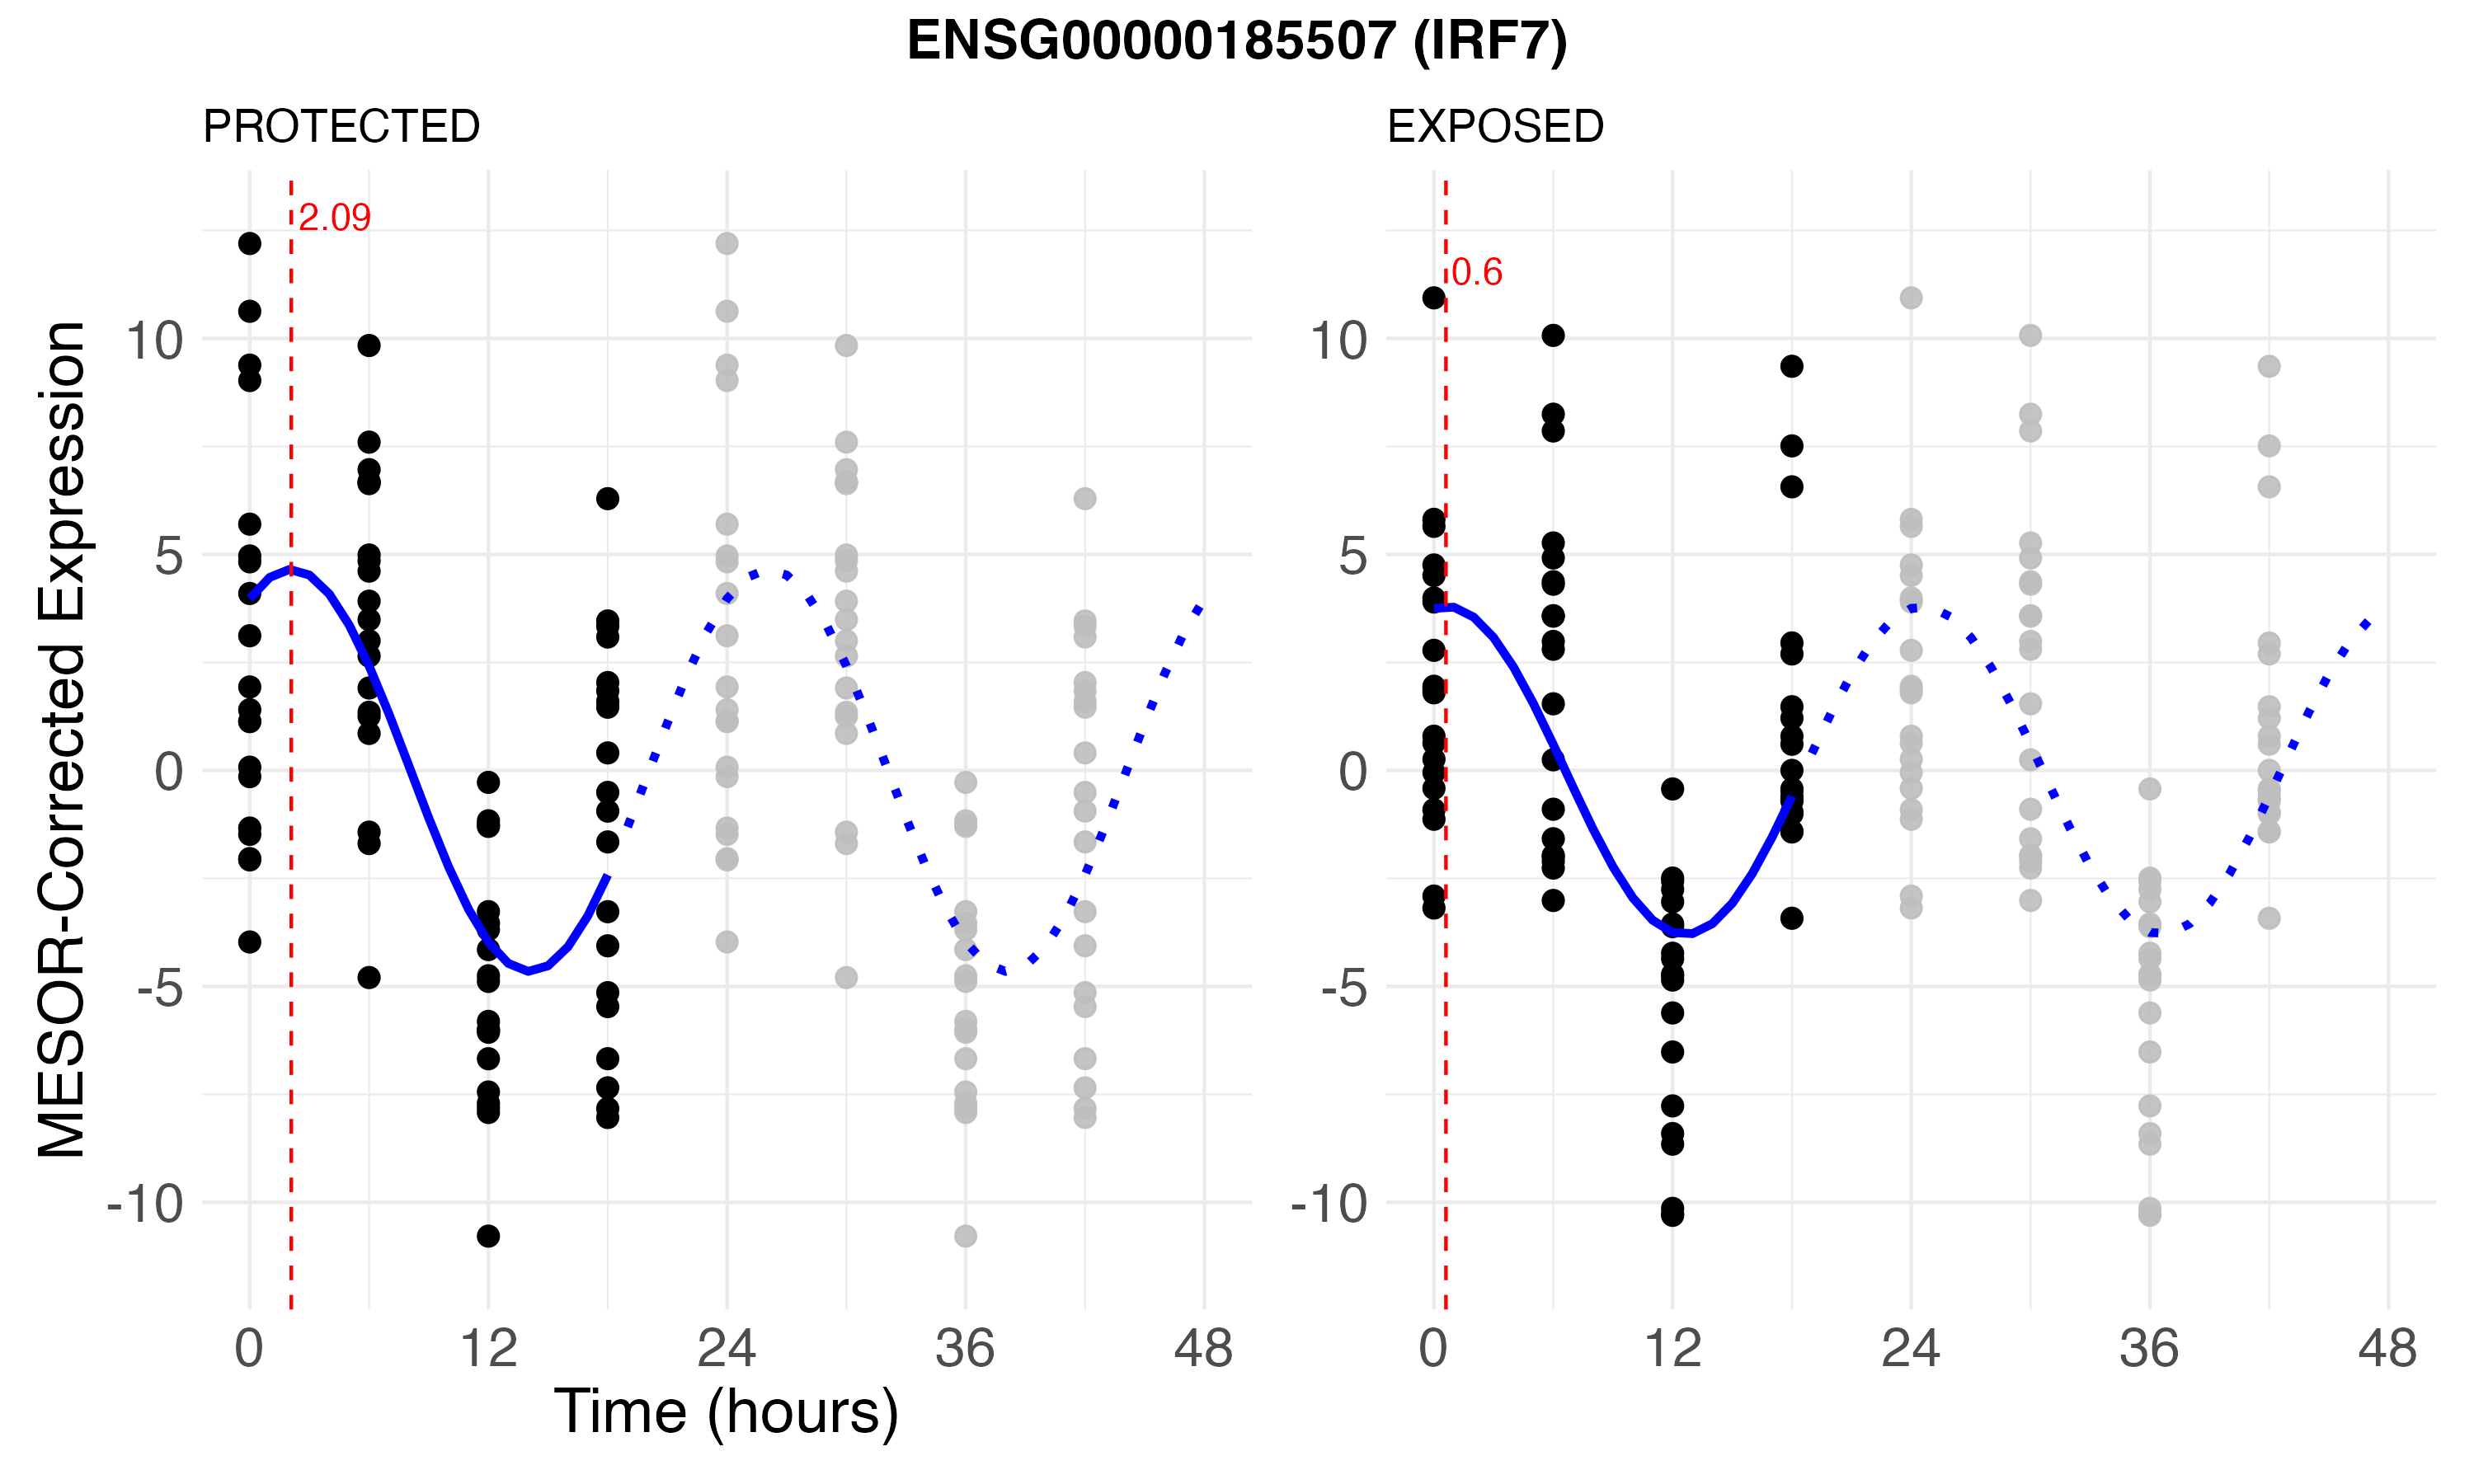 ENSG00000185507 (IRF7)
PROTECTED
EXPOSED
MESOR-Corrected Expression
2.09
0.6
10
5
0
-5
-10
10
5
0
-5
-10
0 12 24 36 48
0 12 24 36 48
Time (hours)